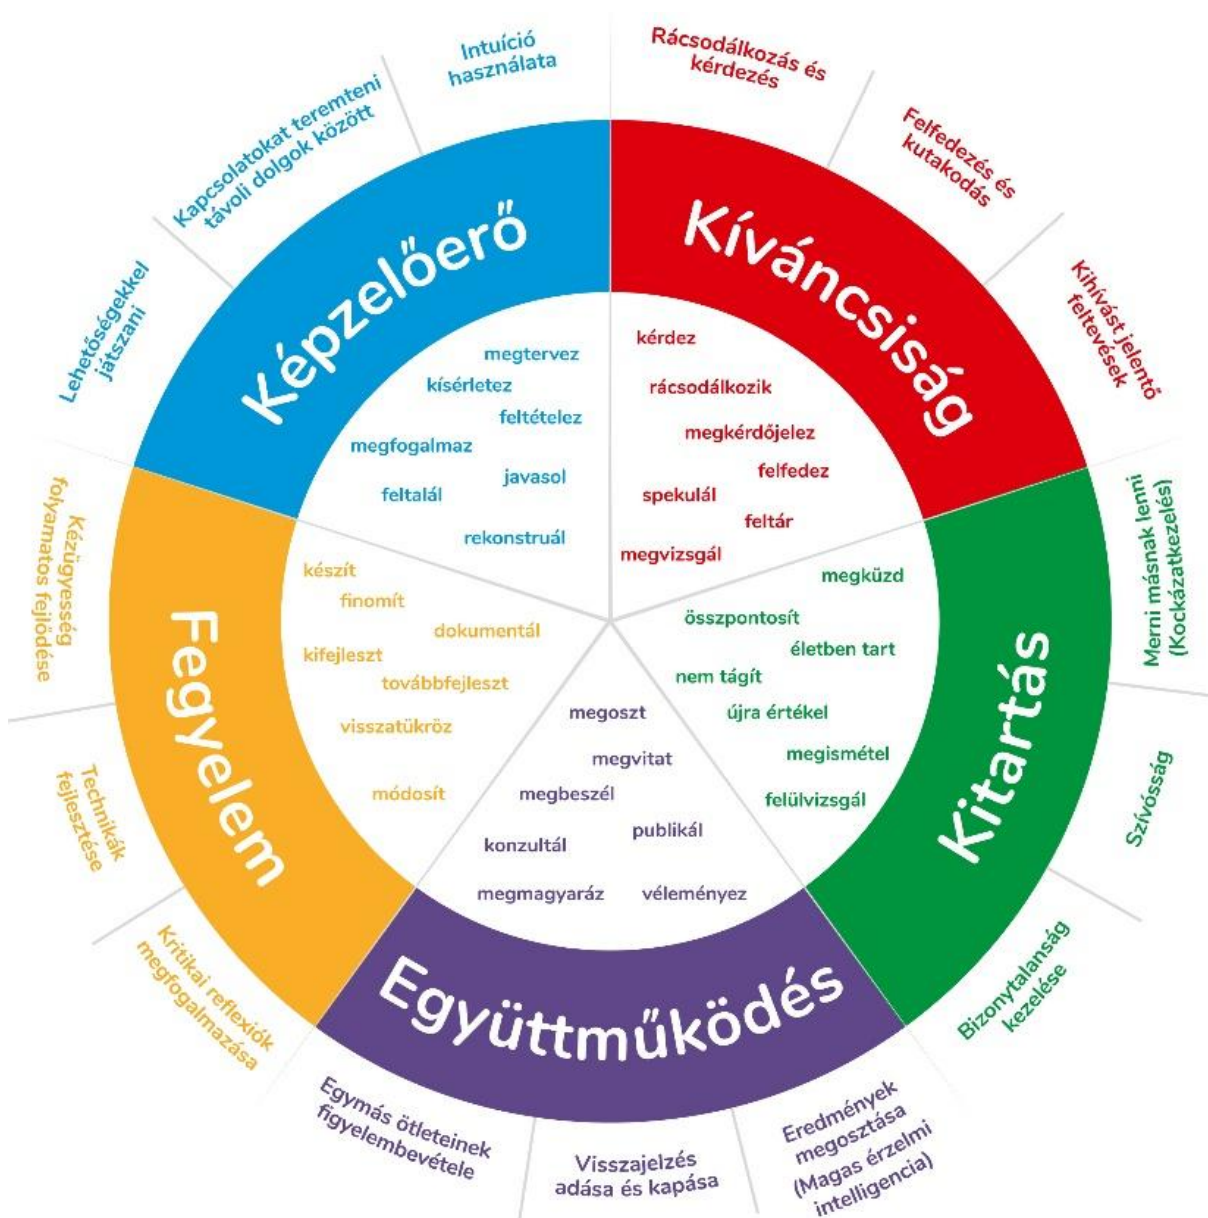 Intuíció
használata
Kapcsolatokat teremteni
távoli dolgok között
Lehetőségekkel
játszani
Képzelőerő
megtervez
kísérletez
feltételez
megfogalmaz
javasol
feltalál
rekonstruál
Rácsodálkozás és
kérdezés
Felfedezés és
kutakodás
Kihívást jelentő
feltevések
Kíváncsiság
kérdez
rácsodálkozik
megkérdőjelez
felfedez
spekulál
feltár
megvizsgál
Merni másnak lenni
(Kockázatkezelés)
Szívósság
Bizonytalanság
kezelése
Kitartás
megküzd
összpontosít
életben tart
nem tágít
újra értékel
megismétel
felülvizsgál
Eredmények
megosztása
(Magas érzelmi
intelligencia)
Visszajelzés
adása és kapása
Egymás ötleteinek
figyelembevétele
Együttműködés
megoszt
megvitat
megbeszél
publikál
konzultál
megmagyaráz
véleményez
Kritikai reflexiók
megfogalmazása
Technikák
fejlesztése
Kézügyesség
folyamatos fejlődése
Fegyelem
készít
finomít
dokumentál
kifejleszt
továbbfejleszt
visszatükröz
módosít